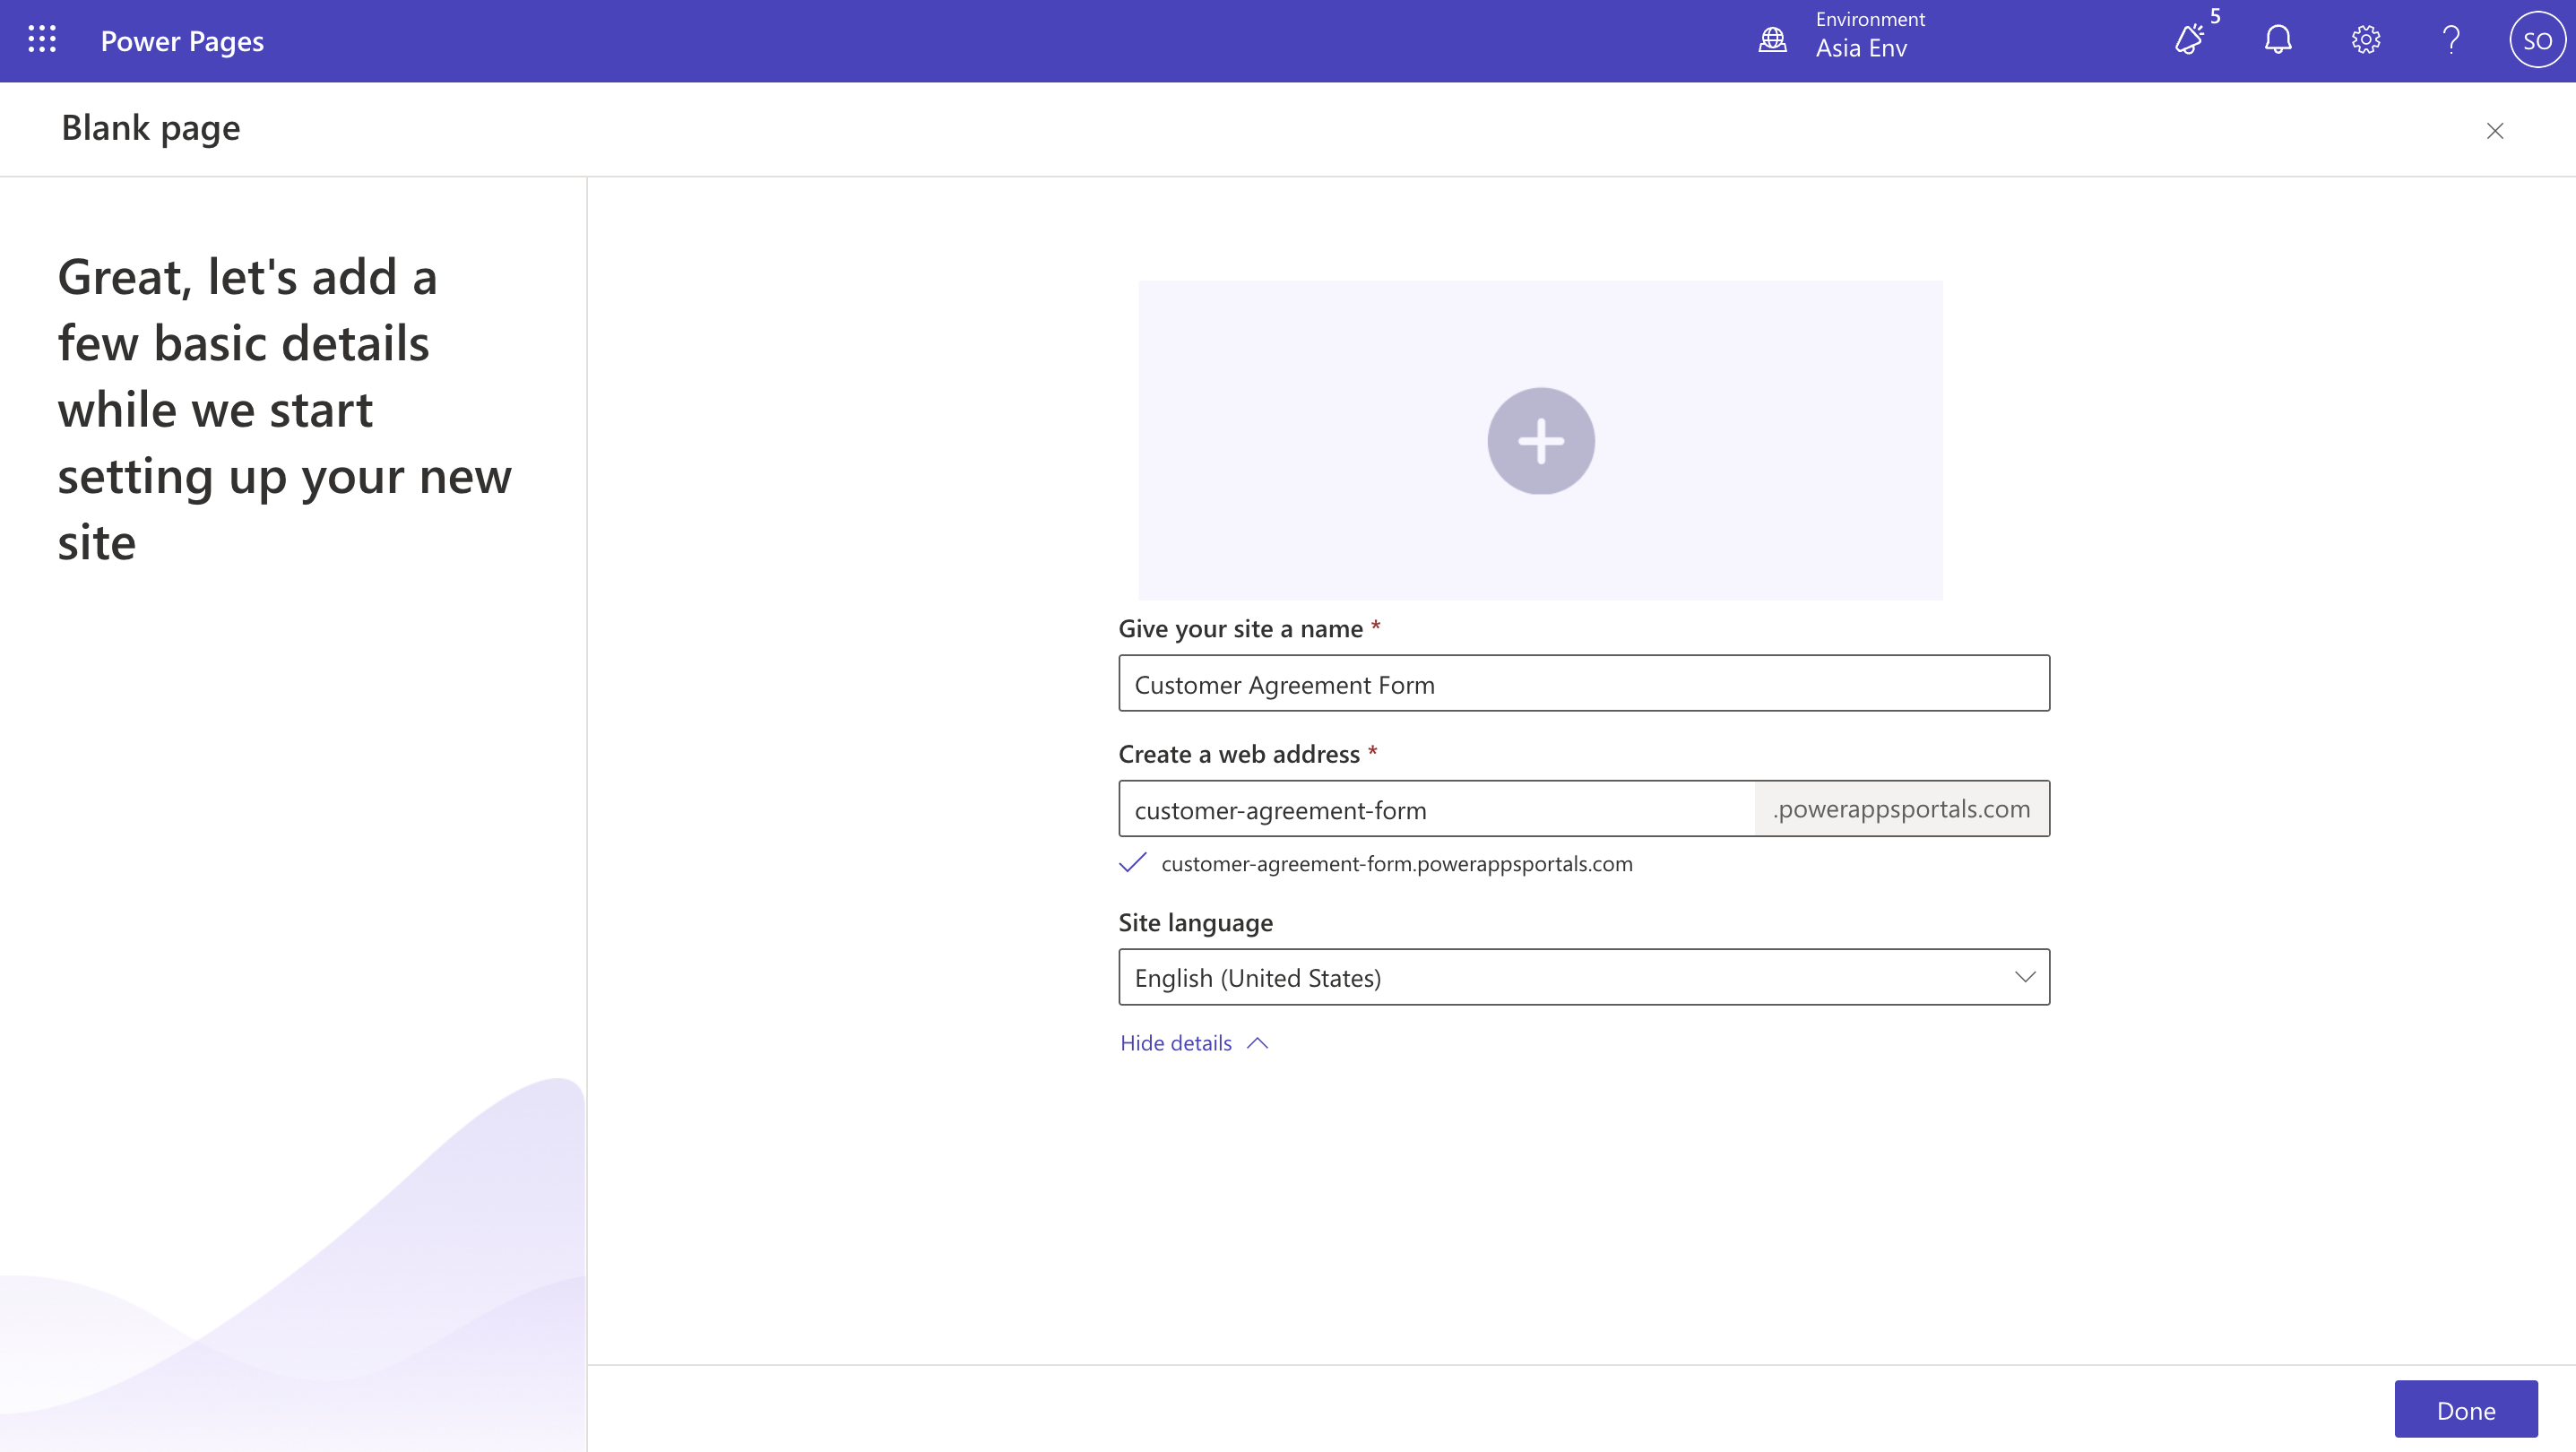 Power Pages
Environment
Asia Env
5
SO
Blank page
Great, let's add a
few basic details
while we start
setting up your new
site
Give your site a name *
Customer Agreement Form
Create a web address *
customer-agreement-form
.powerappsportals.com
customer-agreement-form.powerappsportals.com
Site language
English (United States)
Hide details
Done